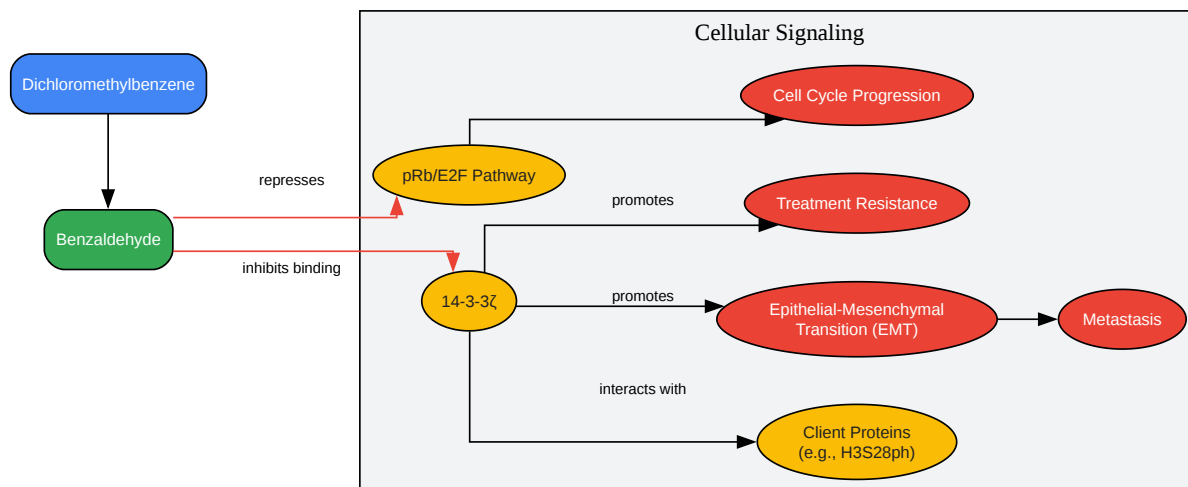 Cellular Signaling
Dichloromethylbenzene
Cell Cycle Progression
pRb/E2F Pathway
represses
promotes
Treatment Resistance
Benzaldehyde
inhibits binding
14-3-3ζ
promotes
Epithelial-Mesenchymal
Transition (EMT)
Metastasis
interacts with
Client Proteins
(e.g., H3S28ph)